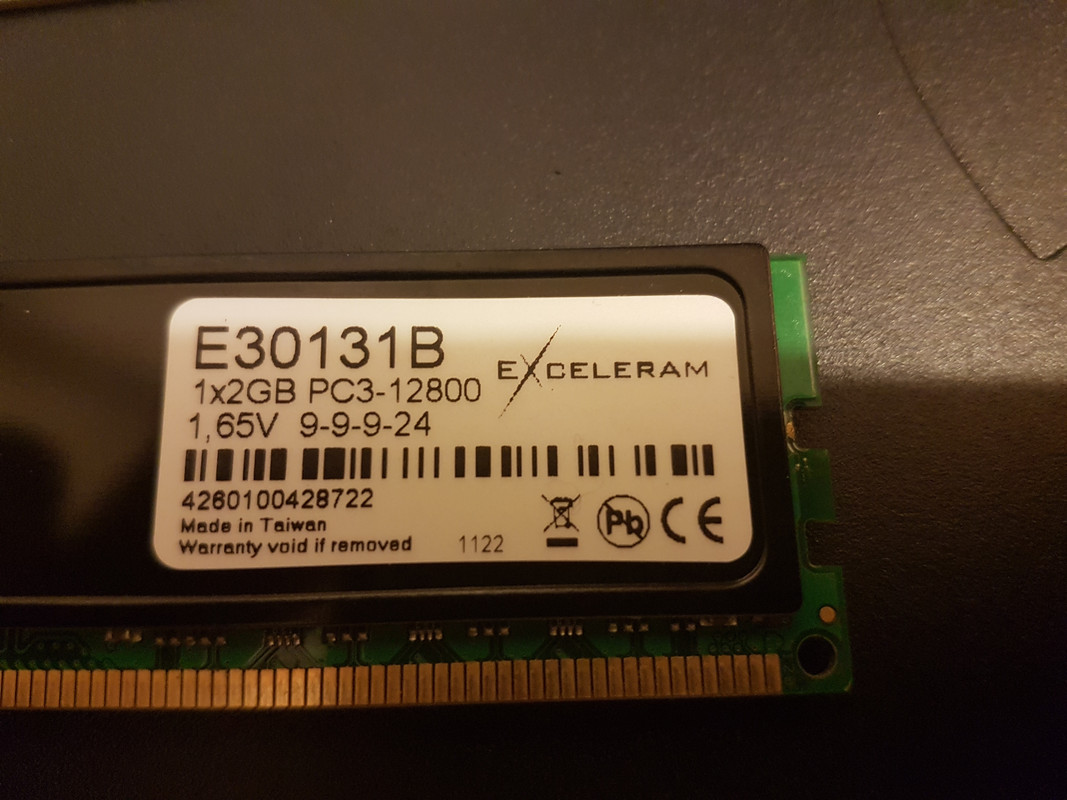 E30131B
EXCELERAM
1x2GB PC3-12800
1,65V 9-9-9-24
4260100428722
Made in Taiwan
Warranty void if removed
1122
Pb
CE